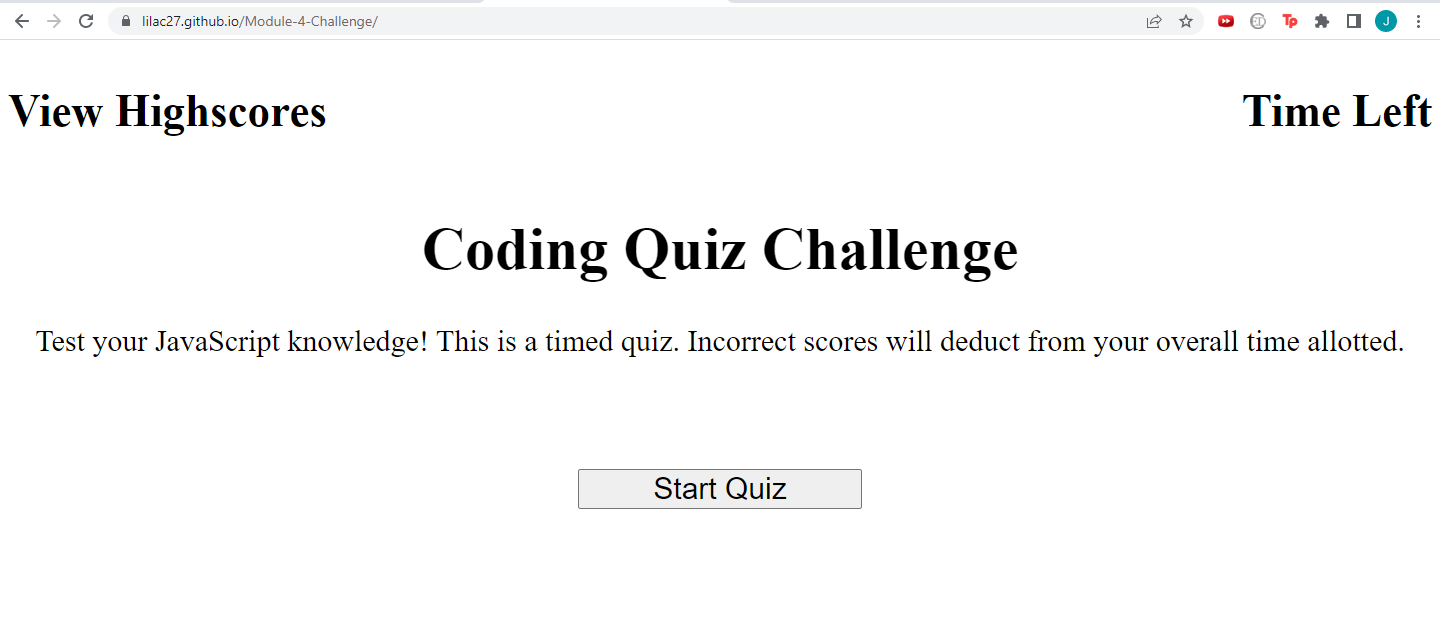 lilac27.github.io/Module-4-Challenge/
Tp
J
View Highscores
Time Left
Coding Quiz Challenge
Test your JavaScript knowledge! This is a timed quiz. Incorrect scores will deduct from your overall time allotted.
Start Quiz